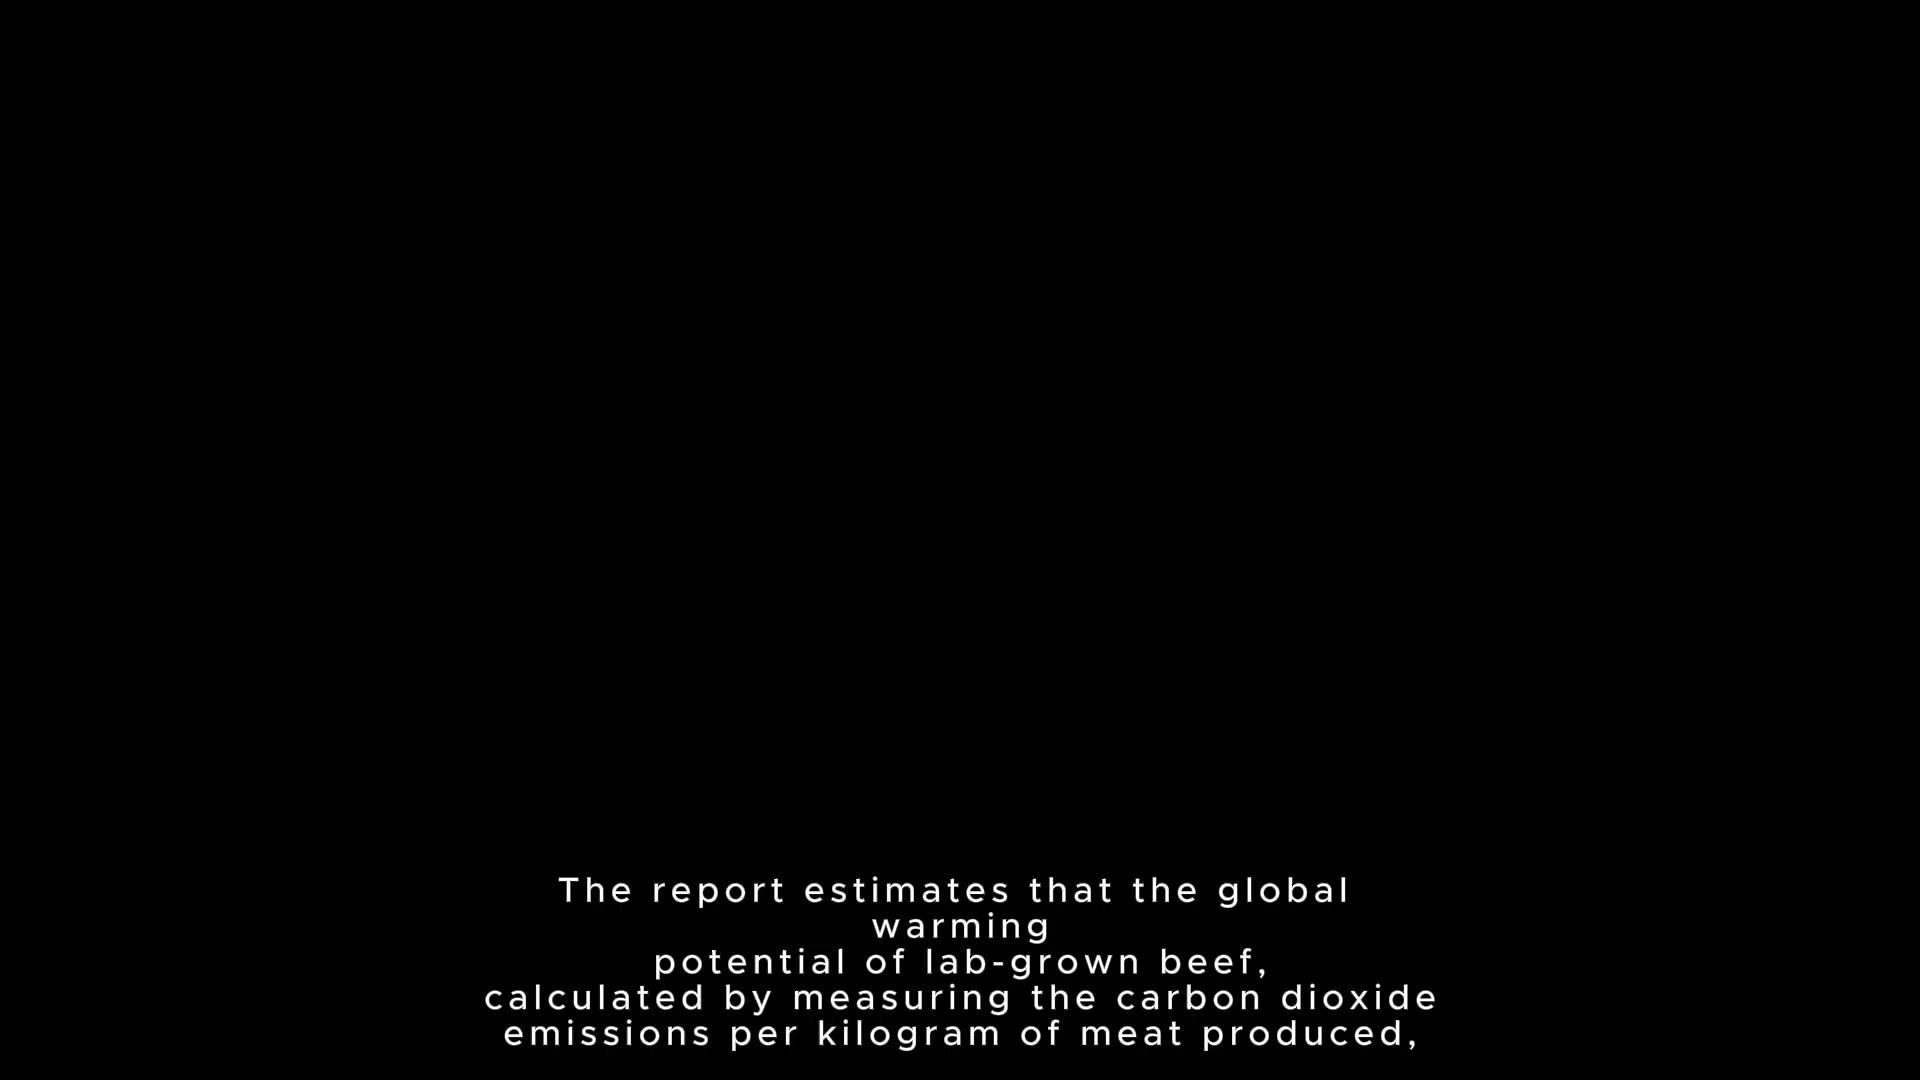 The report estimates that the global
warming
potential of lab-grown beef,
calculated by measuring the carbon dioxide
emissions per kilogram of meat produced,